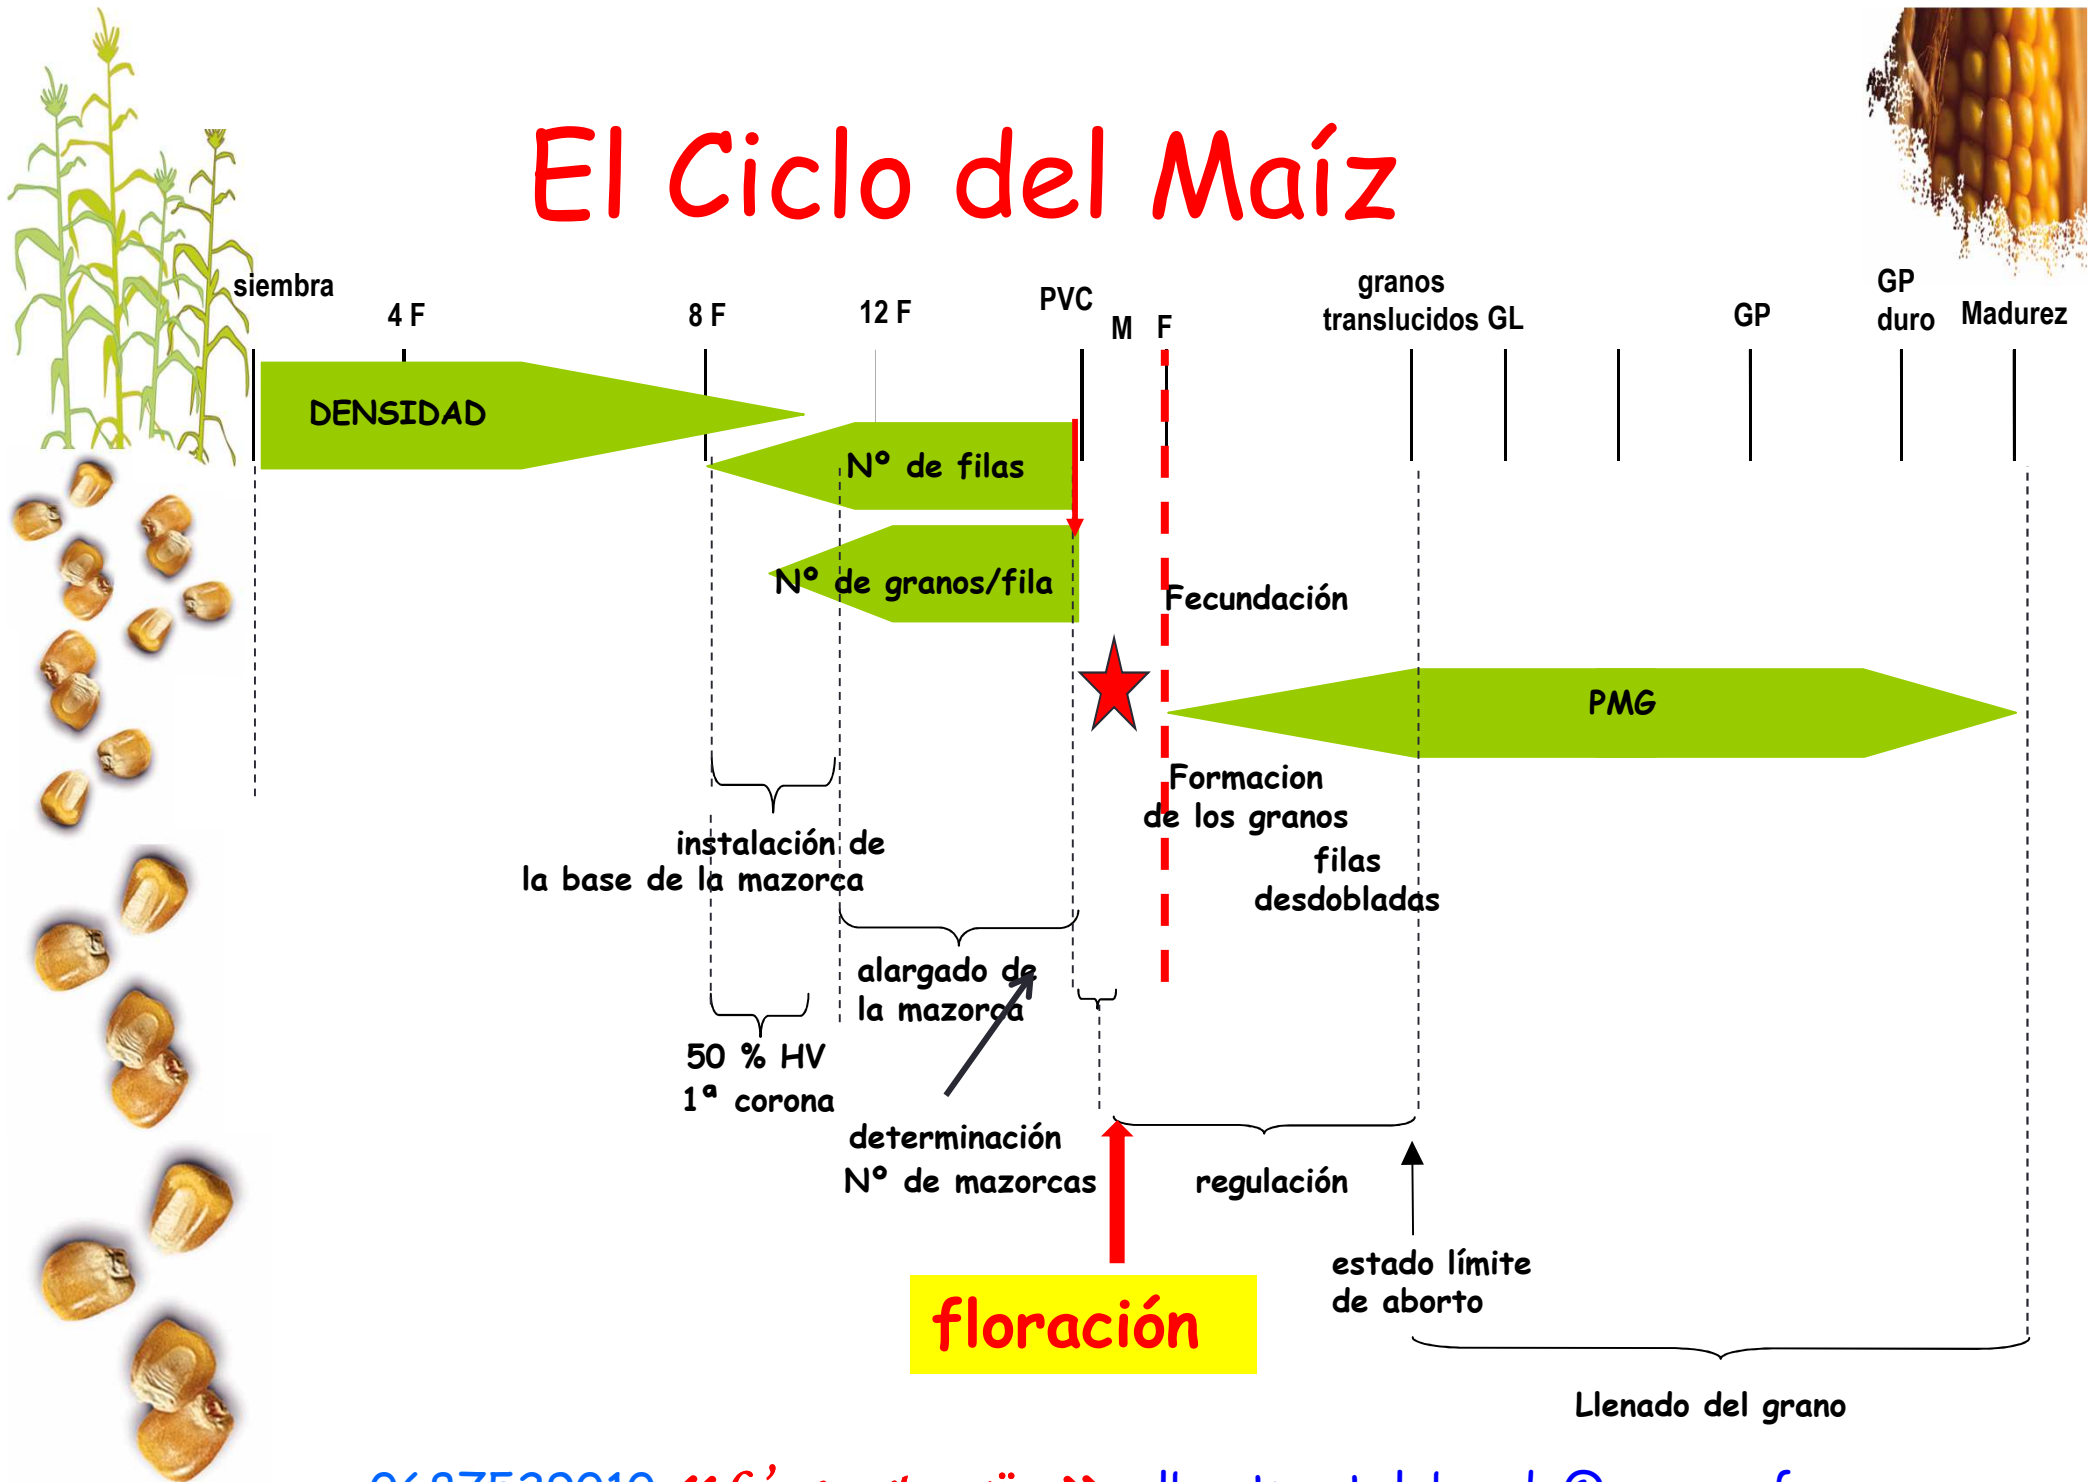 El Ciclo del Maíz
siembra
4 F
8 F
12 F
PVC
M
F
granos
translucidos
GL
GP
GP
duro
Madurez
DENSIDAD
Nº de filas
Nº de granos/fila
Fecundación
PMG
Formacion
de los granos
filas
desdobladas
instalación de
la base de la mazorca
alargado de
la mazorca
50 % HV
1ª corona
determinación
Nº de mazorcas
regulación
estado límite
de aborto
floración
Llenado del grano